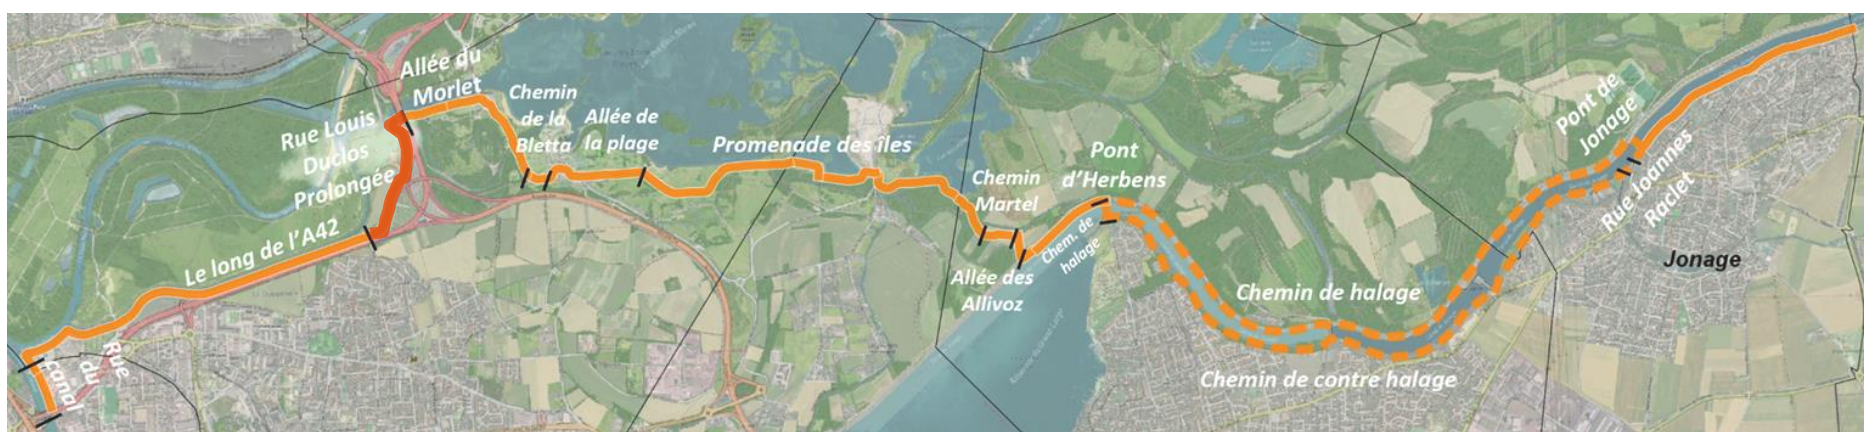 Allée du
Morlet
Rue Louis
Duclos
Prolongée
Le long de l'A42
Rue
du
Canal
Chemin
de la
Bletta
Allée de
la plage
Promenade des îles
Chemin
Martel
Allée des
Allivoz
Chem. de
halage
Pont
d'Herbens
Chemin de halage
Chemin de contre halage
Pont de
Jonage
Rue Joannes
Raclet
Jonage